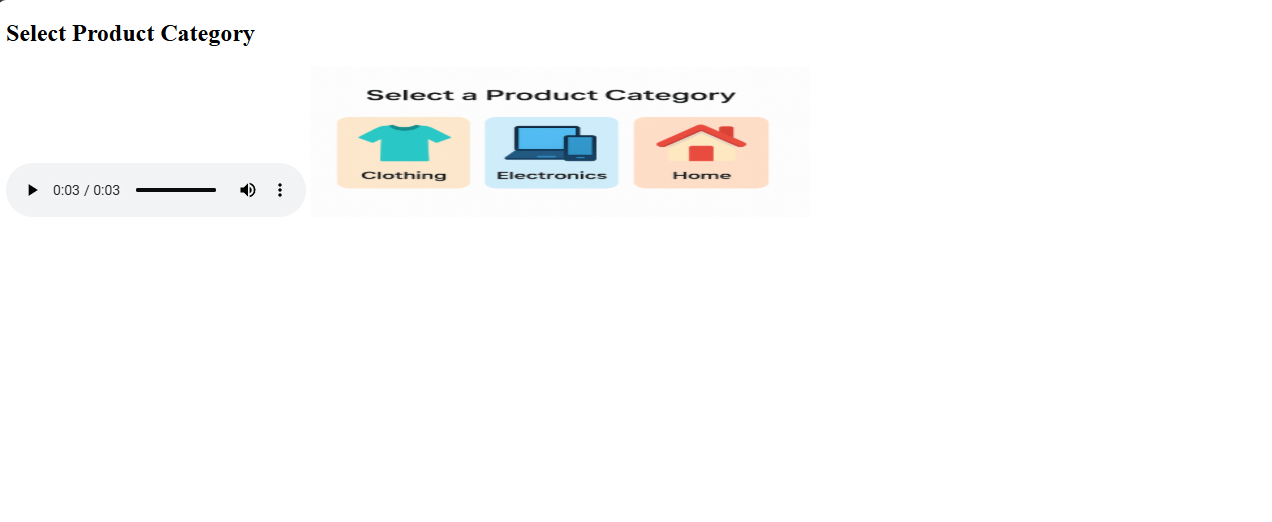 Select Product Category
Select a Product Category
Clothing Electronics Home
0:03 / 0:03